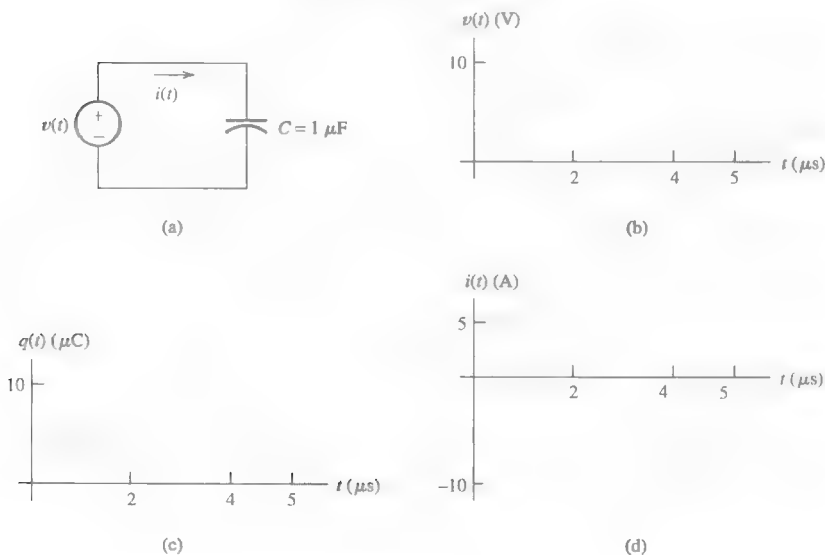 v(t) (V)
10
i(t)
v(t)
+
−
C = 1 μF
2
4
5
t (μs)
(a)
(b)
i(t) (A)
5
q(t) (μC)
10
2
4
5
t (μs)
2
4
5
t (μs)
−10
(c)
(d)